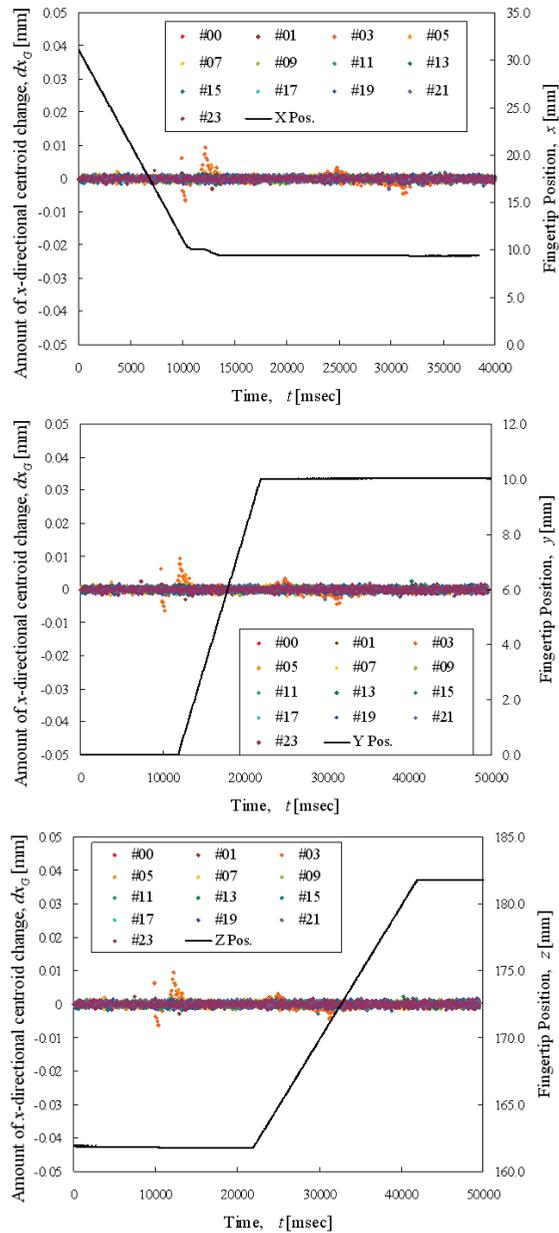 0.05 35.0
0.04 30.0
0.03 25.0
0.02
0.01 20.0
0
-0.01 15.0
-0.02 10.0
-0.03
-0.04 5.0
-0.05 0.0
Amount of x-directional centroid change, dxG [mm]
Fingertip Position, x [mm]
#00 #01 #03 #05
#07 #09 #11 #13
#15 #17 #19 #21
#23 X Pos.
0 5000 10000 15000 20000 25000 30000 35000 40000
Time, t [msec]
0.05 12.0
0.04
0.03 10.0
0.02 8.0
0.01
0 6.0
-0.01
-0.02 4.0
-0.03
-0.04 2.0
-0.05 0.0
Amount of x-directional centroid change, dxG [mm]
Fingertip Position, y [mm]
#00 #01 #03
#05 #07 #09
#11 #13 #15
#17 #19 #21
#23 Y Pos.
0 10000 20000 30000 40000 50000
Time, t [msec]
0.05 185.0
0.04
0.03 180.0
0.02
0.01 175.0
0
-0.01 170.0
-0.02
-0.03 165.0
-0.04
-0.05 160.0
Amount of x-directional centroid change, dxG [mm]
Fingertip Position, z [mm]
#00 #01 #03
#05 #07 #09
#11 #13 #15
#17 #19 #21
#23 Z Pos.
0 10000 20000 30000 40000 50000
Time, t [msec]